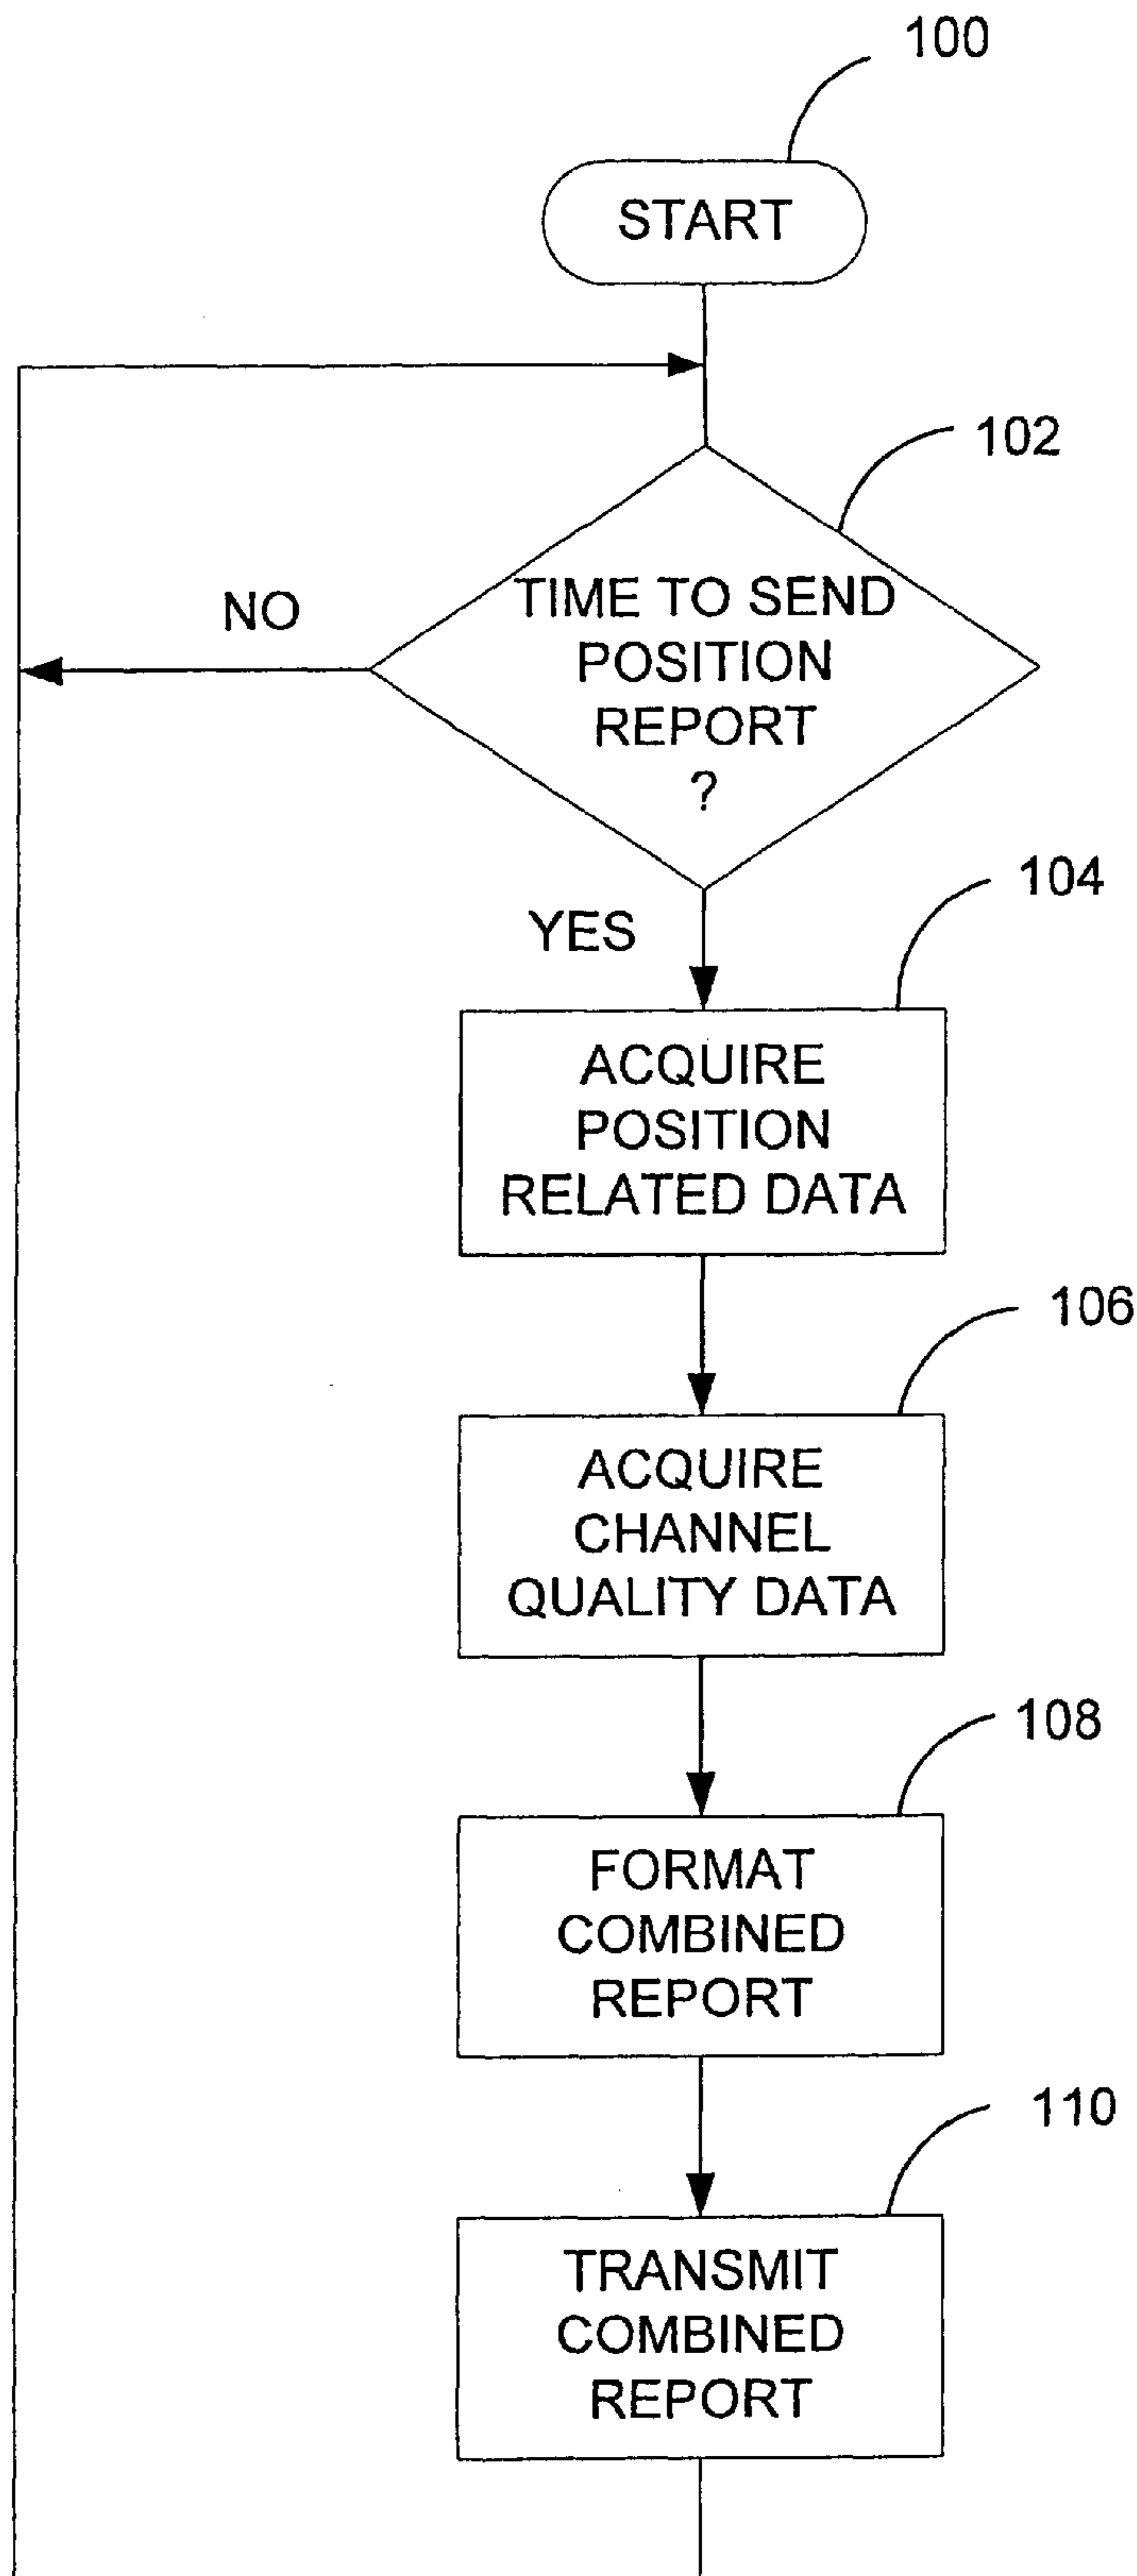 100
START
102
NO
TIME TO SEND
POSITION
REPORT
?
104
YES
ACQUIRE
POSITION
RELATED DATA
106
ACQUIRE
CHANNEL
QUALITY DATA
108
FORMAT
COMBINED
REPORT
110
TRANSMIT
COMBINED
REPORT